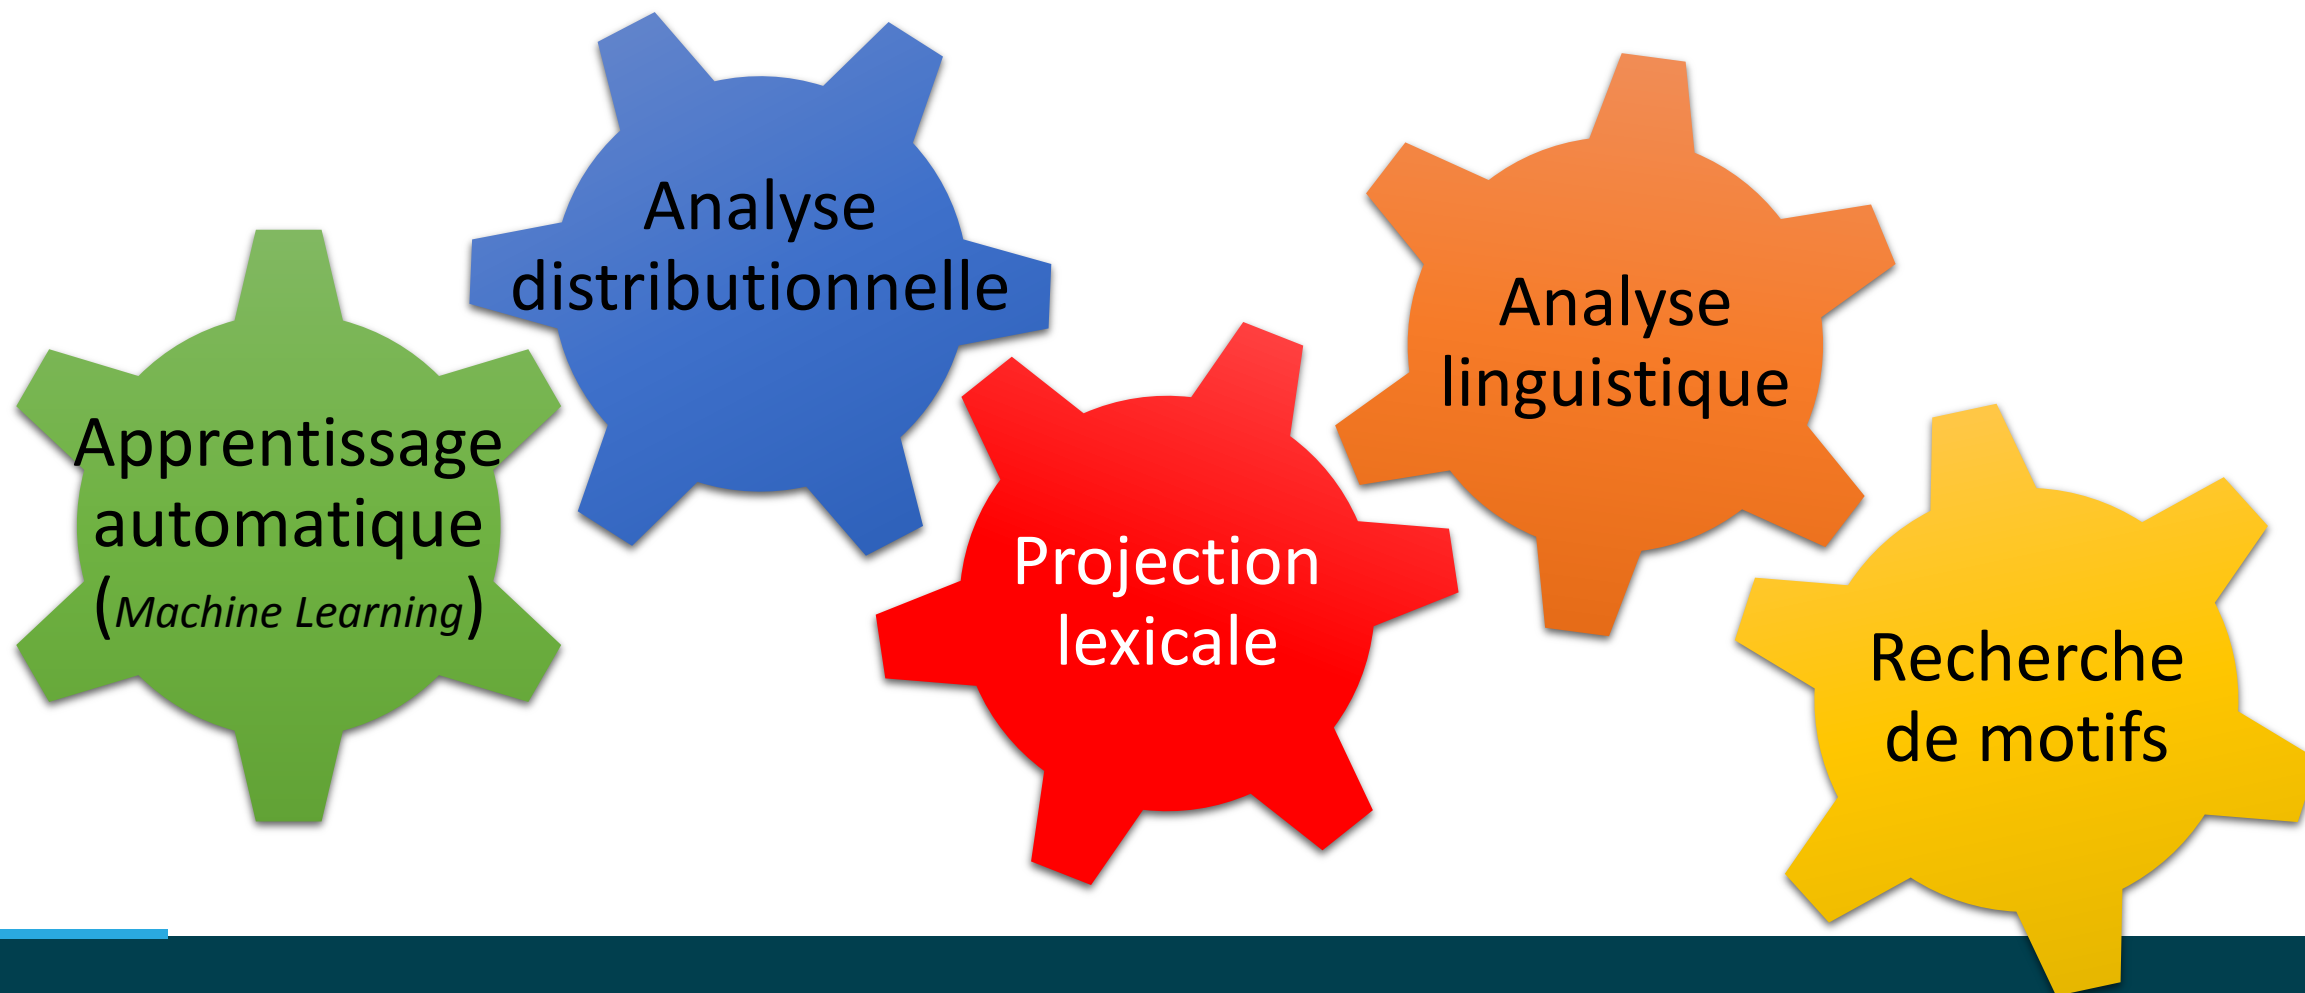 Apprentissage
automatique
(Machine Learning)
Analyse
distributionnelle
Projection
lexicale
Analyse
linguistique
Recherche
de motifs